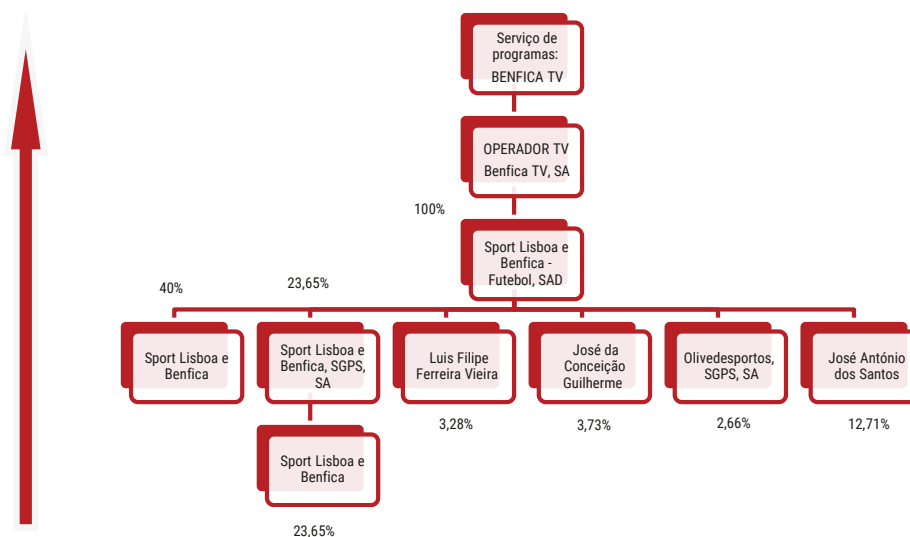 Serviço de
programas:
BENFICA TV
OPERADOR TV
Benfica TV, SA
100%
Sport Lisboa e
Benfica -
Futebol, SAD
40%
23,65%
Sport Lisboa e
Benfica
Sport Lisboa e
Benfica, SGPS,
SA
Luis Filipe
Ferreira Vieira
José da
Conceição
Guilherme
Olivedesportos,
SGPS, SA
José António
dos Santos
3,28%
3,73%
2,66%
12,71%
Sport Lisboa e
Benfica
23,65%